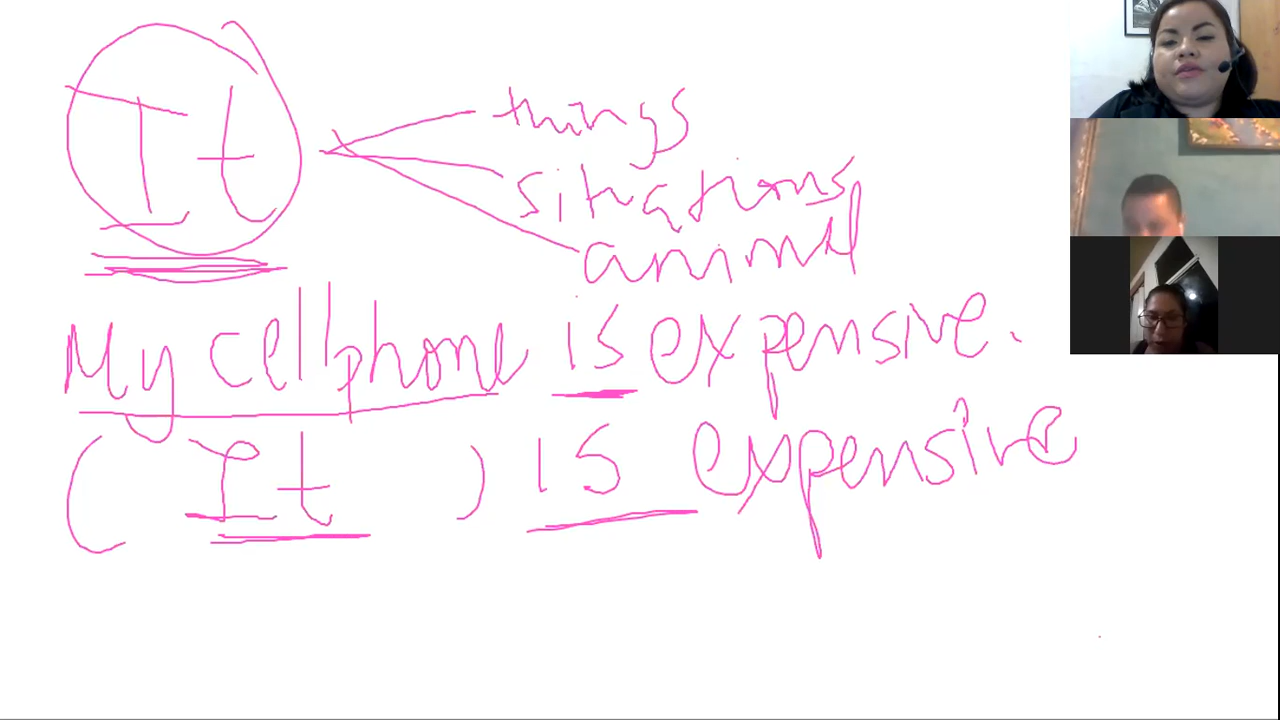 It
things
situations
animal
My cellphone is expensive.
( It ) is expensive